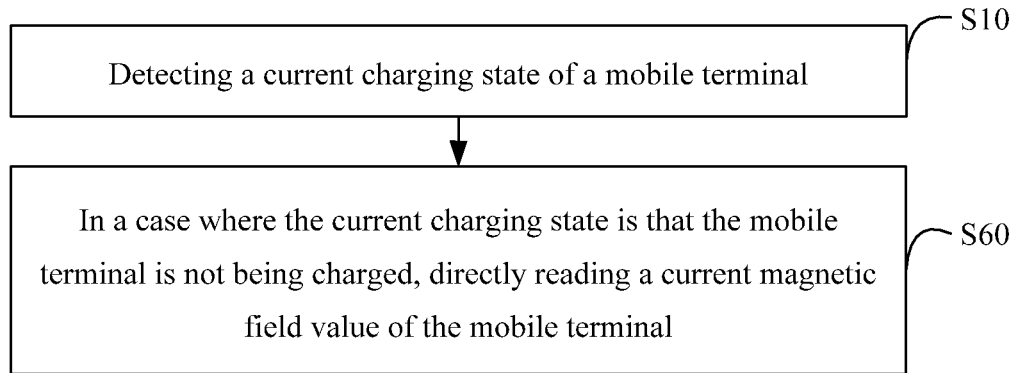 S10
Detecting a current charging state of a mobile terminal
In a case where the current charging state is that the mobile
terminal is not being charged, directly reading a current magnetic
field value of the mobile terminal
S60